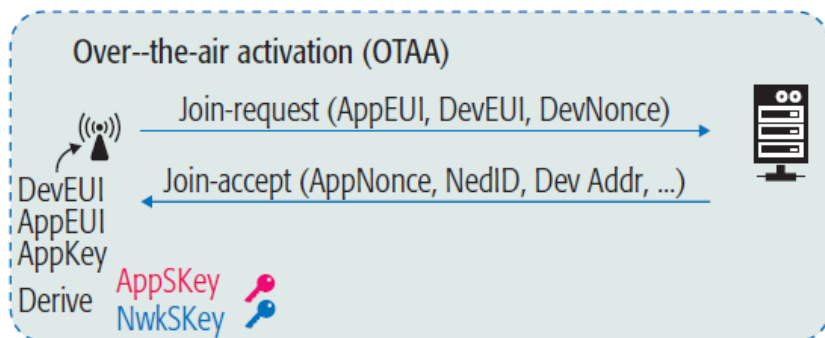 Over--the-air activation (OTAA)
Join-request (AppEUI, DevEUI, DevNonce)
Join-accept (AppNonce, NedID, Dev Addr, ...)
DevEUI
AppEUI
AppKey
Derive
AppSKey
NwkSKey